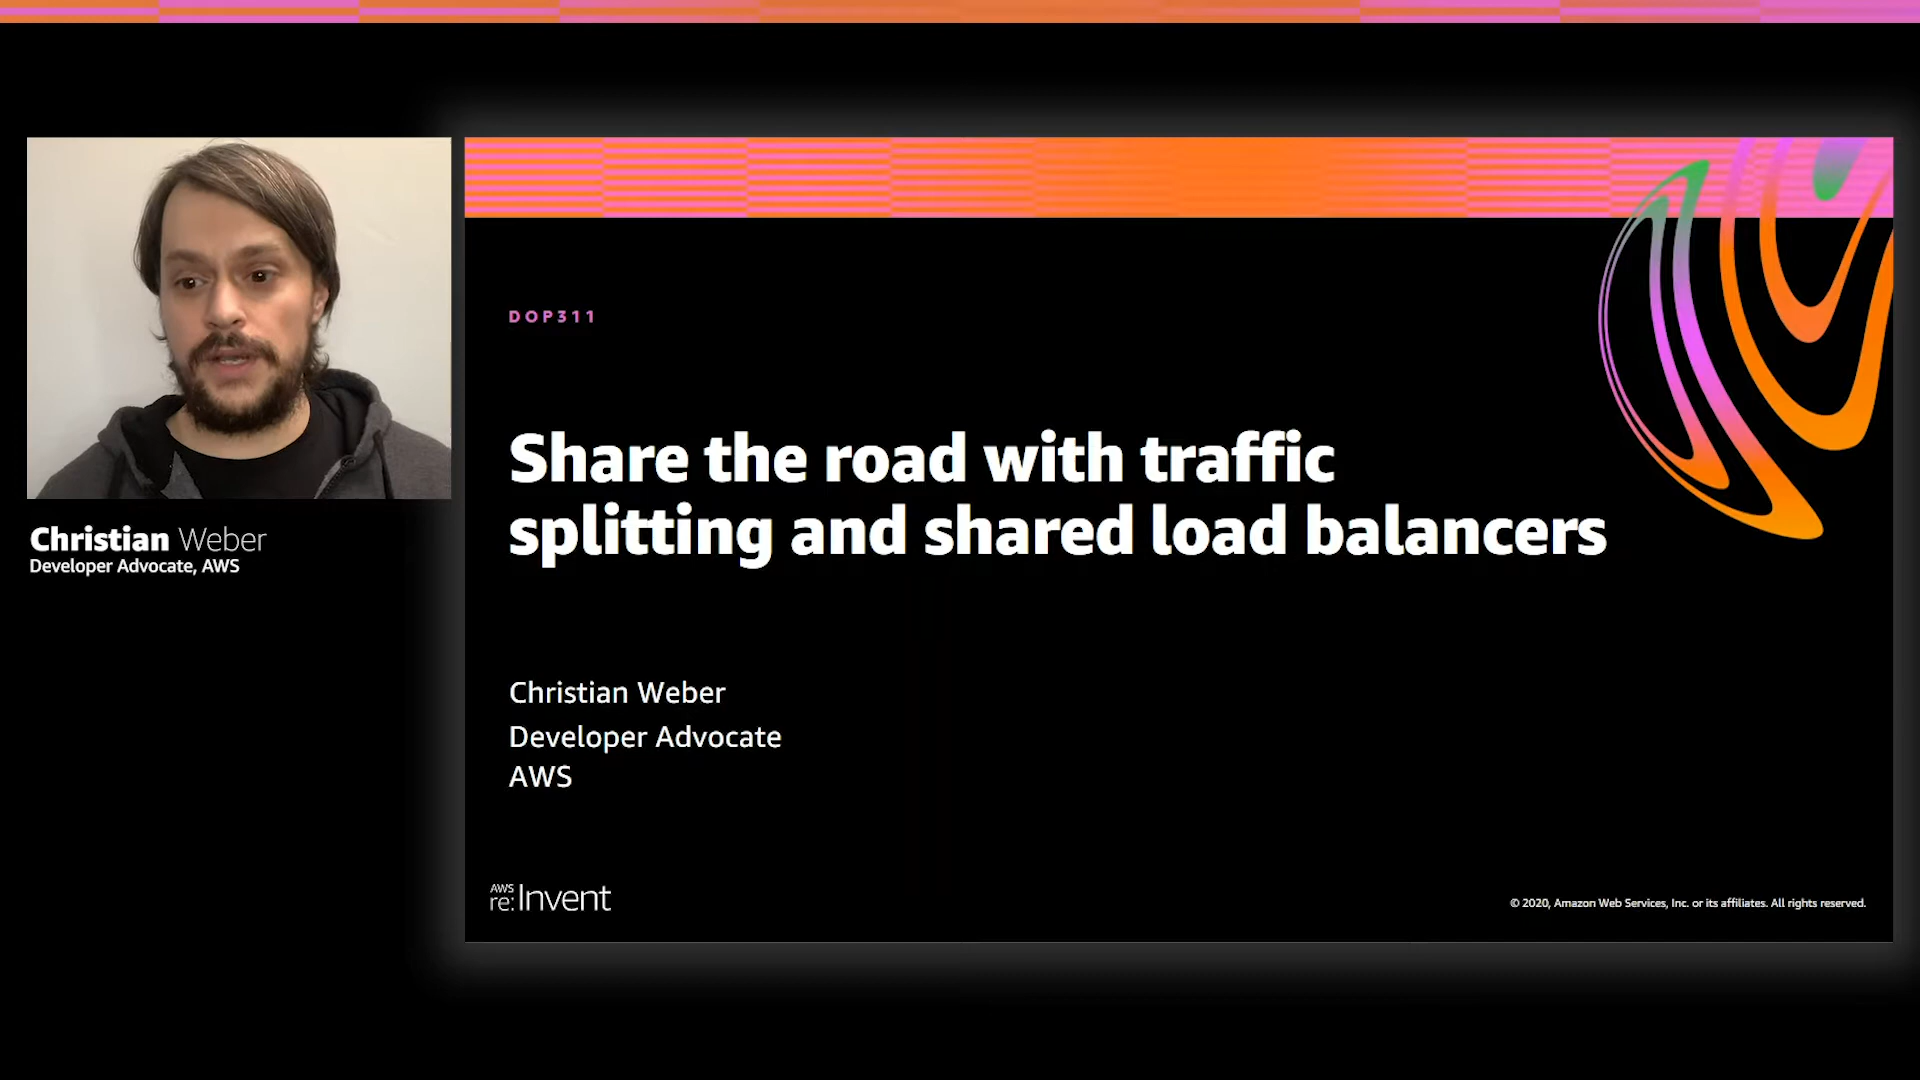 Christian Weber
Developer Advocate, AWS
DOP311
Share the road with traffic
splitting and shared load balancers
Christian Weber
Developer Advocate
AWS
AWS
re:Invent
© 2020, Amazon Web Services, Inc. or its affiliates. All rights reserved.